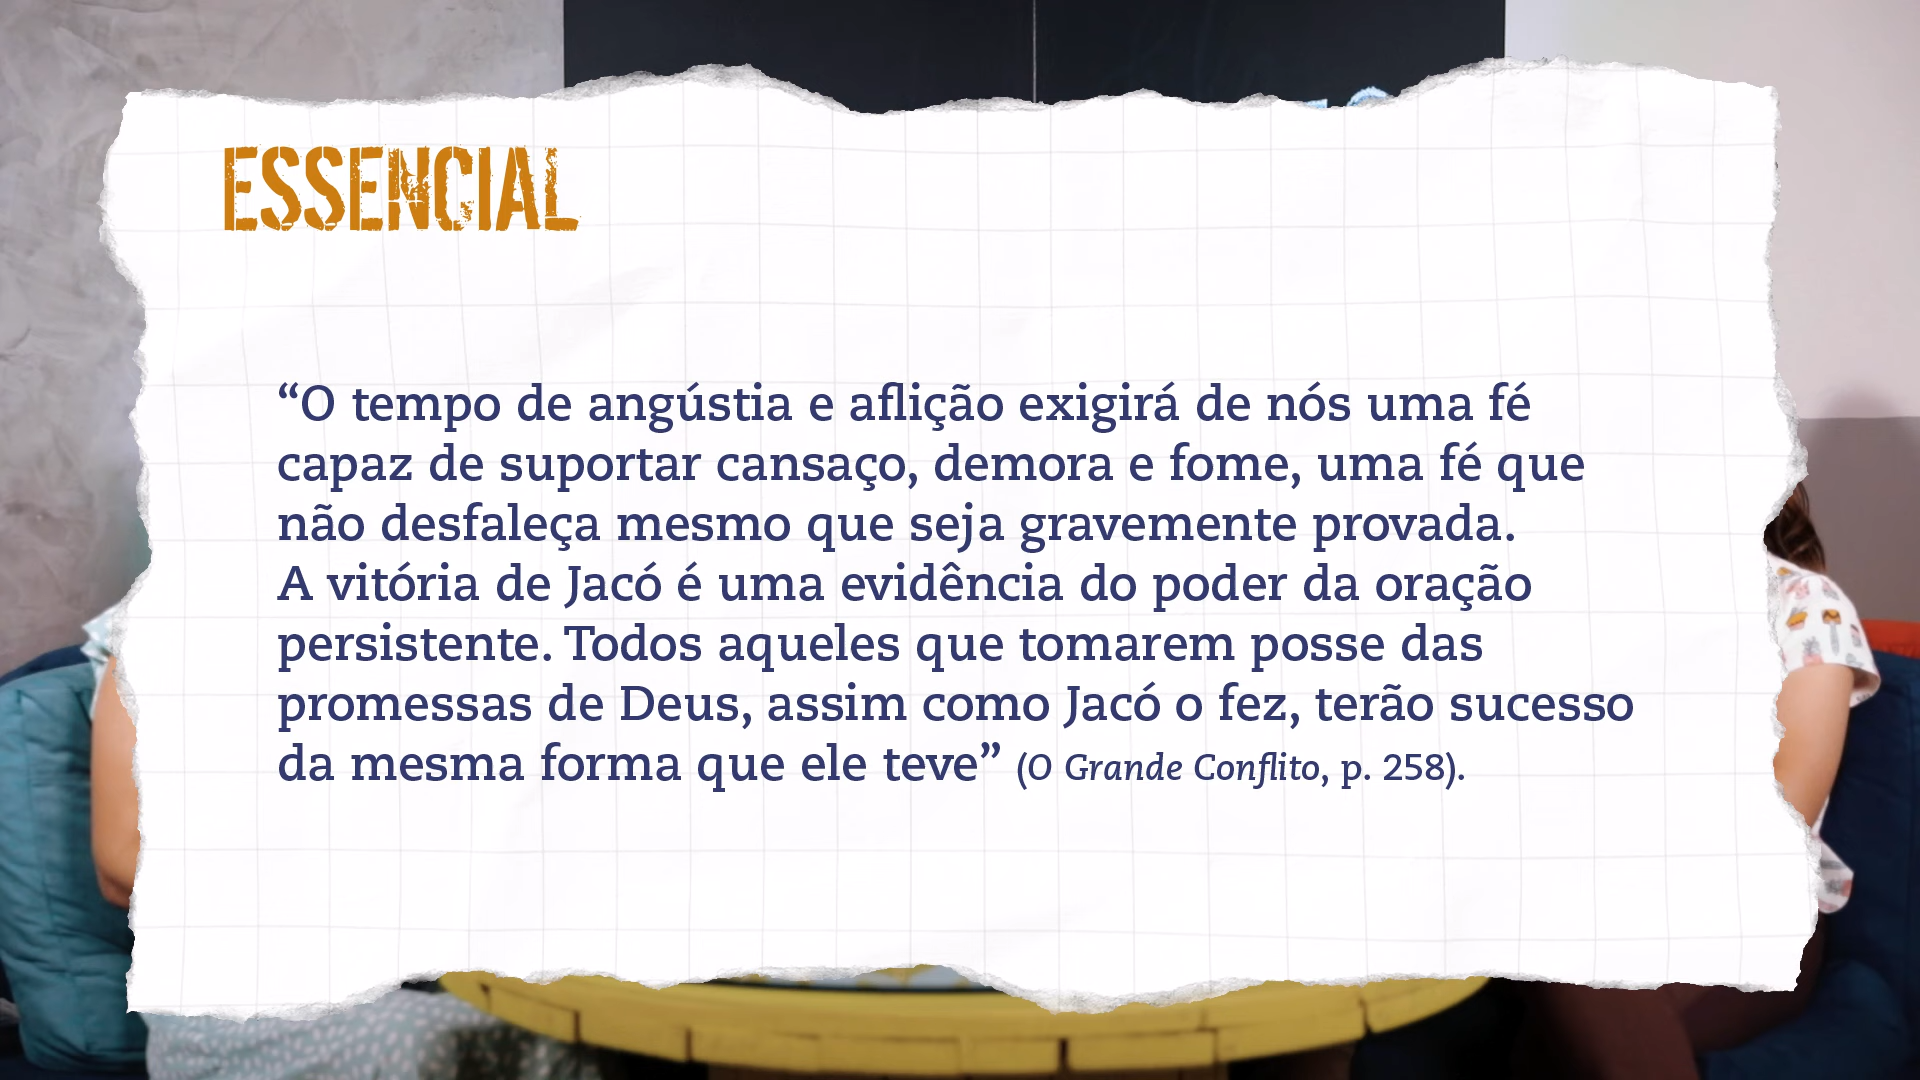 ESSENCIAL
“O tempo de angústia e aflição exigirá de nós uma fé
capaz de suportar cansaço, demora e fome, uma fé que
não desfaleça mesmo que seja gravemente provada.
A vitória de Jacó é uma evidência do poder da oração
persistente. Todos aqueles que tomarem posse das
promessas de Deus, assim como Jacó o fez, terão sucesso
da mesma forma que ele teve” (O Grande Conflito, p. 258).